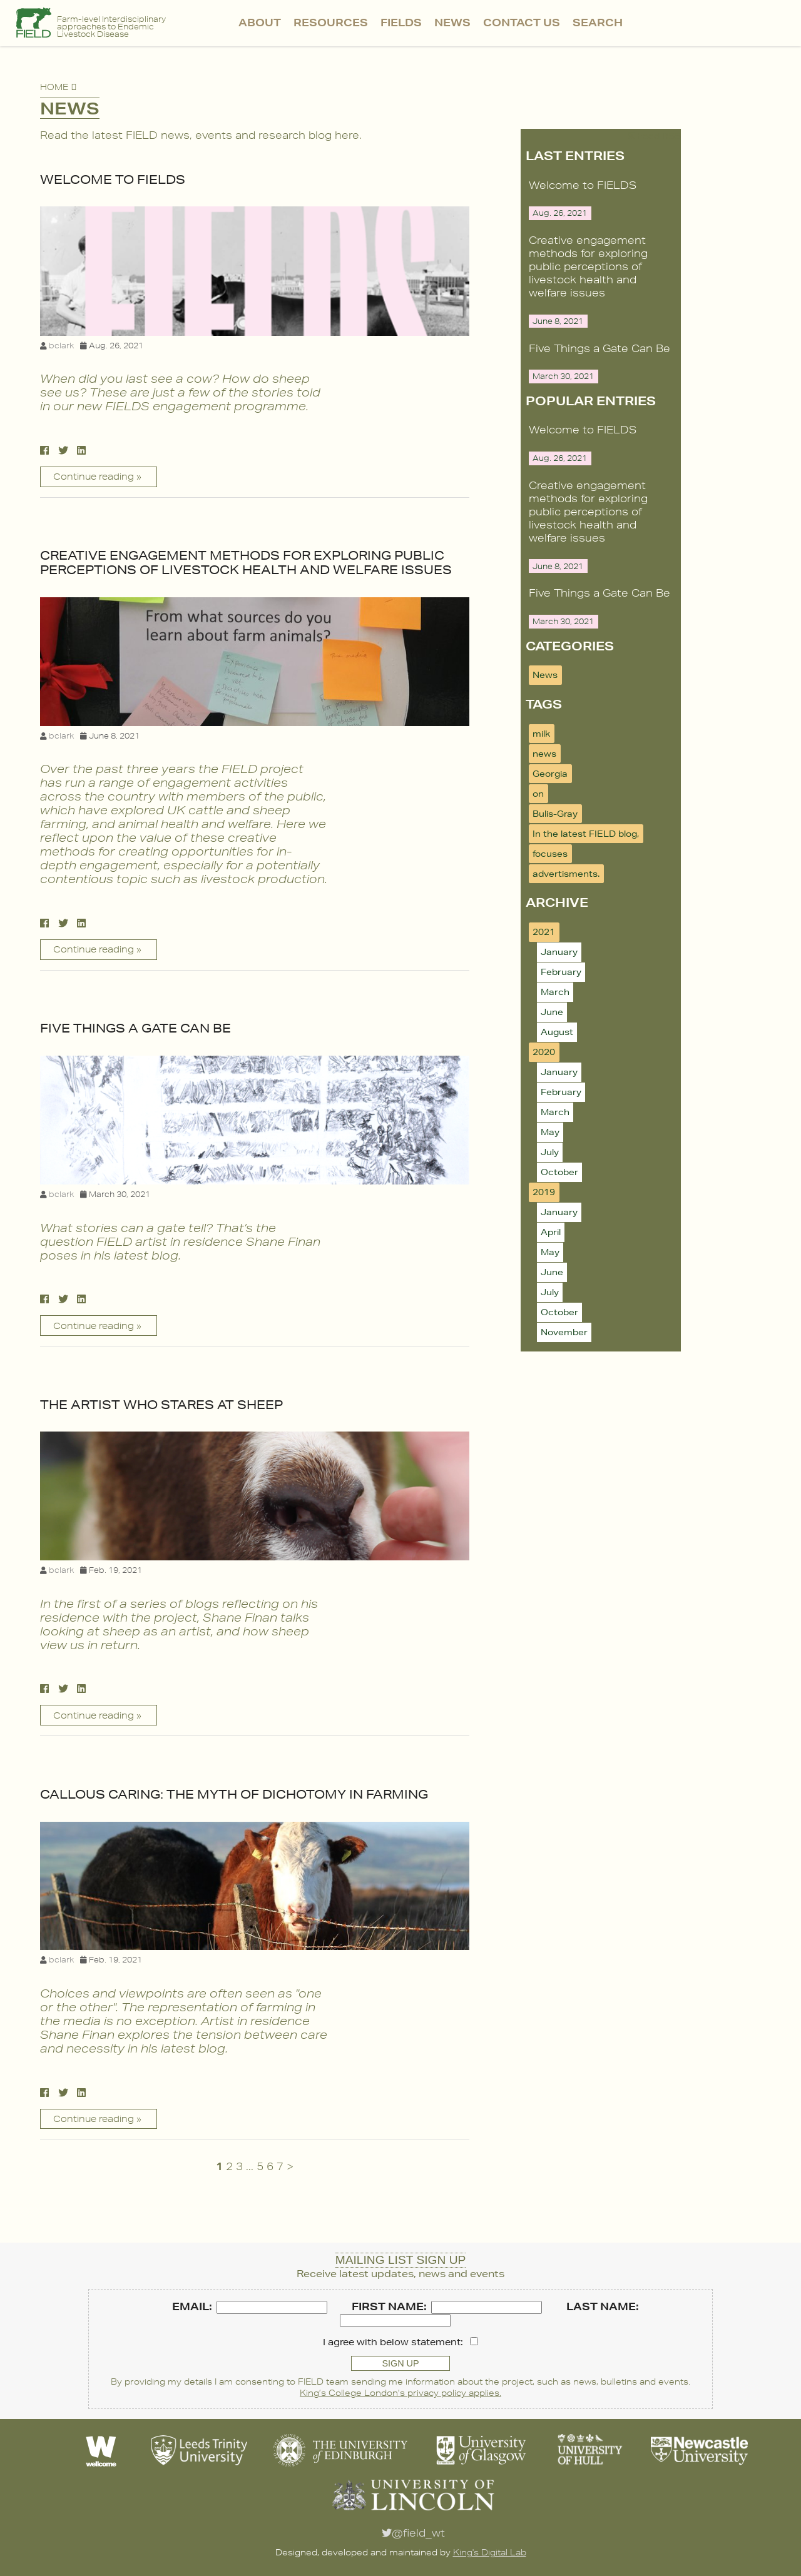 FIELD
Farm-level Interdisciplinary
approaches to Endemic
Livestock Disease
ABOUT RESOURCES FIELDS NEWS CONTACT US SEARCH
HOME
NEWS
Read the latest FIELD news, events and research blog here.
WELCOME TO FIELDS
FIELDS
bclark Aug. 26, 2021
When did you last see a cow? How do sheep
see us? These are just a few of the stories told
in our new FIELDS engagement programme.
Continue reading »
CREATIVE ENGAGEMENT METHODS FOR EXPLORING PUBLIC
PERCEPTIONS OF LIVESTOCK HEALTH AND WELFARE ISSUES
From what sources do you
learn about farm animals?
bclark June 8, 2021
Over the past three years the FIELD project
has run a range of engagement activities
across the country with members of the public,
which have explored UK cattle and sheep
farming, and animal health and welfare. Here we
reflect upon the value of these creative
methods for creating opportunities for in-
depth engagement, especially for a potentially
contentious topic such as livestock production.
Continue reading »
FIVE THINGS A GATE CAN BE
bclark March 30, 2021
What stories can a gate tell? That's the
question FIELD artist in residence Shane Finan
poses in his latest blog.
Continue reading »
THE ARTIST WHO STARES AT SHEEP
bclark Feb. 19, 2021
In the first of a series of blogs reflecting on his
residence with the project, Shane Finan talks
looking at sheep as an artist, and how sheep
view us in return.
Continue reading »
CALLOUS CARING: THE MYTH OF DICHOTOMY IN FARMING
bclark Feb. 19, 2021
Choices and viewpoints are often seen as "one
or the other". The representation of farming in
the media is no exception. Artist in residence
Shane Finan explores the tension between care
and necessity in his latest blog.
Continue reading »
1 2 3 ... 5 6 7 >
LAST ENTRIES
Welcome to FIELDS
Aug. 26, 2021
Creative engagement
methods for exploring
public perceptions of
livestock health and
welfare issues
June 8, 2021
Five Things a Gate Can Be
March 30, 2021
POPULAR ENTRIES
Welcome to FIELDS
Aug. 26, 2021
Creative engagement
methods for exploring
public perceptions of
livestock health and
welfare issues
June 8, 2021
Five Things a Gate Can Be
March 30, 2021
CATEGORIES
News
TAGS
milk
news
Georgia
on
Bulis-Gray
In the latest FIELD blog,
focuses
advertisments.
ARCHIVE
2021
January
February
March
June
August
2020
January
February
March
May
July
October
2019
January
April
May
June
July
October
November
MAILING LIST SIGN UP
Receive latest updates, news and events
EMAIL: FIRST NAME: LAST NAME:
I agree with below statement:
SIGN UP
By providing my details I am consenting to FIELD team sending me information about the project, such as news, bulletins and events.
King's College London's privacy policy applies.
W
wellcome
Leeds Trinity
University
THE UNIVERSITY
of EDINBURGH
University
of Glasgow
UNIVERSITY
OF HULL
Newcastle
University
UNIVERSITY OF
LINCOLN
@field_wt
Designed, developed and maintained by King's Digital Lab